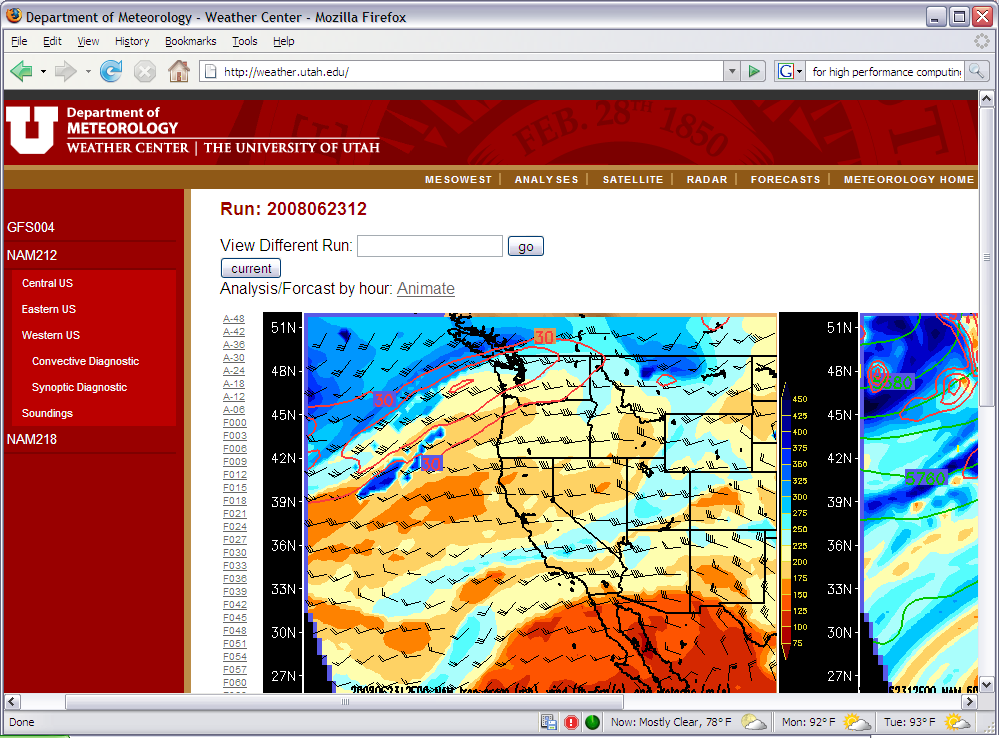 Department of Meteorology - Weather Center - Mozilla Firefox
File Edit View History Bookmarks Tools Help
http://weather.utah.edu/
G
for high performance computing
FEB. 28TH 1850
U
Department of
METEOROLOGY
WEATHER CENTER | THE UNIVERSITY OF UTAH
MESOWEST | ANALYSES | SATELLITE | RADAR | FORECASTS | METEOROLOGY HOME
GFS004
NAM212
Central US
Eastern US
Western US
Convective Diagnostic
Synoptic Diagnostic
Soundings
NAM218
Run: 2008062312
View Different Run:
go
current
Analysis/Forcast by hour: Animate
A-48
A-42
A-36
A-30
A-24
A-18
A-12
A-06
F000
F003
F006
F009
F012
F015
F018
F021
F024
F027
F030
F033
F036
F039
F042
F045
F048
F051
F054
F057
F060
51N
48N
45N
42N
39N
36N
33N
30N
27N
30
30
30
450
425
400
375
350
325
300
275
250
225
200
175
150
125
100
75
51N
48N
45N
42N
39N
36N
33N
30N
27N
5760
Done
Now: Mostly Clear, 78° F
Mon: 92° F
Tue: 93° F